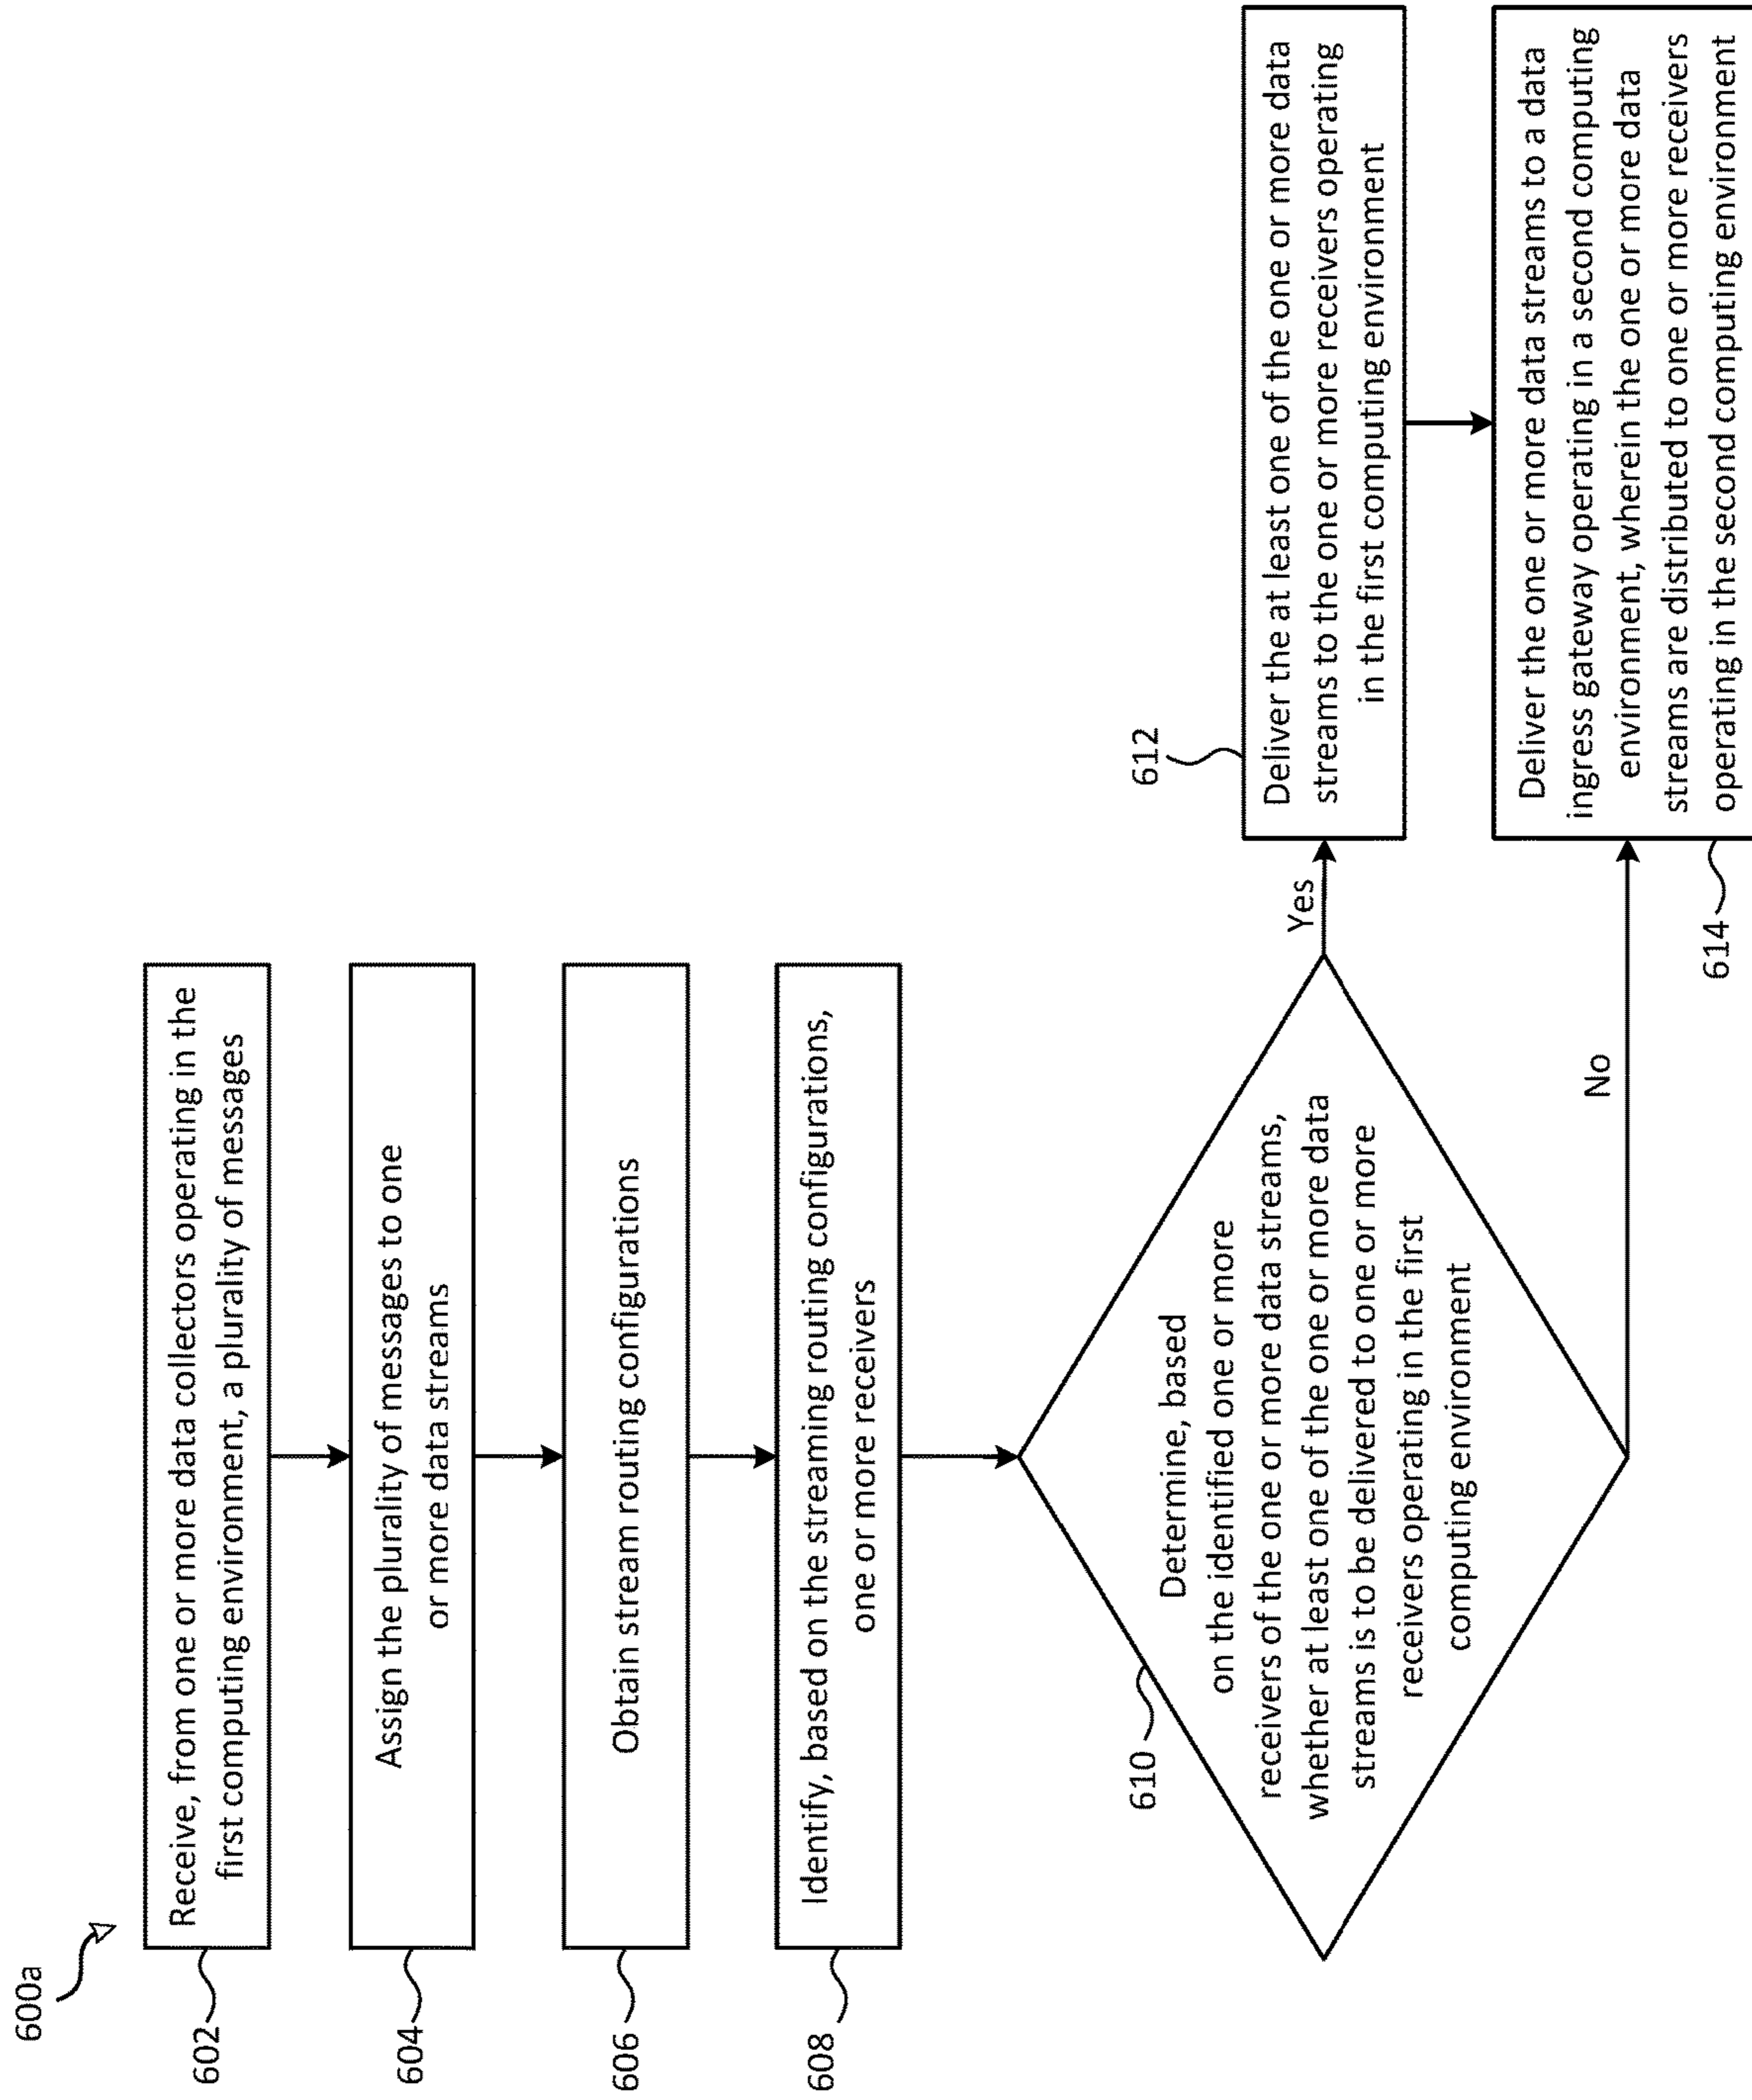 600a
602
Receive, from one or more data collectors operating in the
first computing environment, a plurality of messages
604
Assign the plurality of messages to one
or more data streams
606
Obtain stream routing configurations
608
Identify, based on the streaming routing configurations,
one or more receivers
610
Determine, based
on the identified one or more
receivers of the one or more data streams,
whether at least one of the one or more data
streams is to be delivered to one or more
receivers operating in the first
computing environment
Yes
612
Deliver the at least one of the one or more data
streams to the one or more receivers operating
in the first computing environment
No
614
Deliver the one or more data streams to a data
ingress gateway operating in a second computing
environment, wherein the one or more data
streams are distributed to one or more receivers
operating in the second computing environment